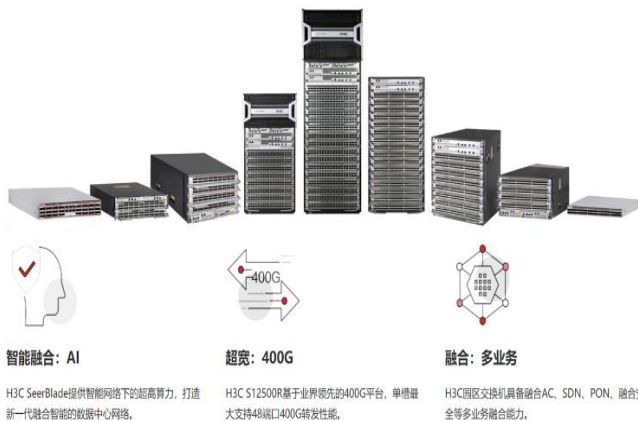 400G
智能融合：AI
超宽：400G
融合：多业务
H3C SeerBlade提供智能网络下的超高算力，打造
新一代融合智能的数据中心网络。
H3C S12500R基于业界领先的400G平台，单槽最
大支持48端口400G转发性能。
H3C园区交换机具备融合AC、SDN、PON、融合安
全等多业务融合能力。